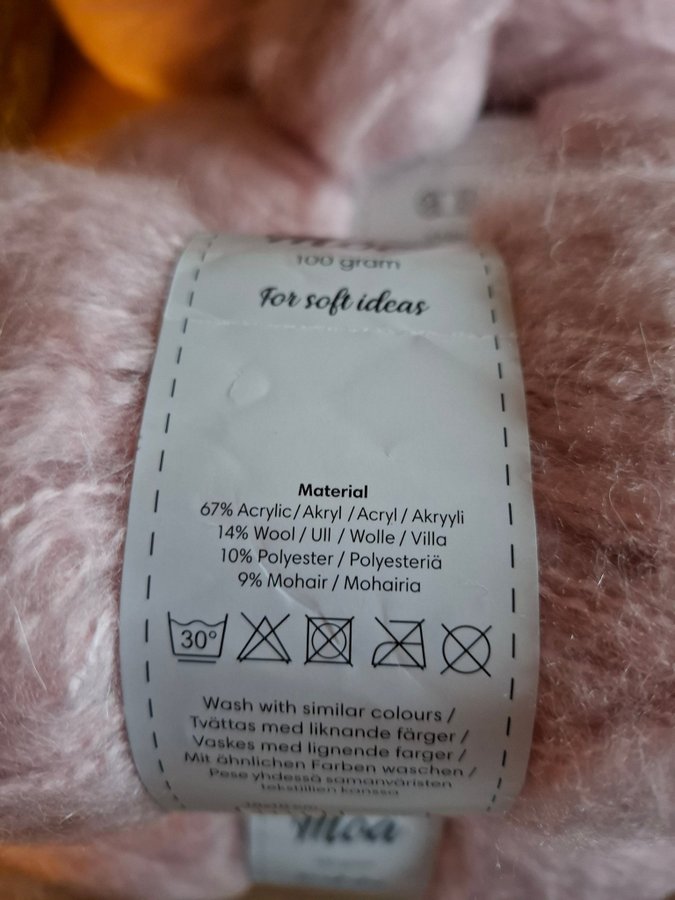 100 gram
For soft ideas
Material
67% Acrylic / Akryl / Acryl / Akryyli
14% Wool / Ull / Wolle / Villa
10% Polyester / Polyesteriä
9% Mohair / Mohairia
30°
Wash with similar colours /
Tvättas med liknande färger /
Vaskes med lignende farger /
Mit ähnlichen Farben waschen /
Pese yhdessä samanväristen
tekstiilien kanssa
Moa